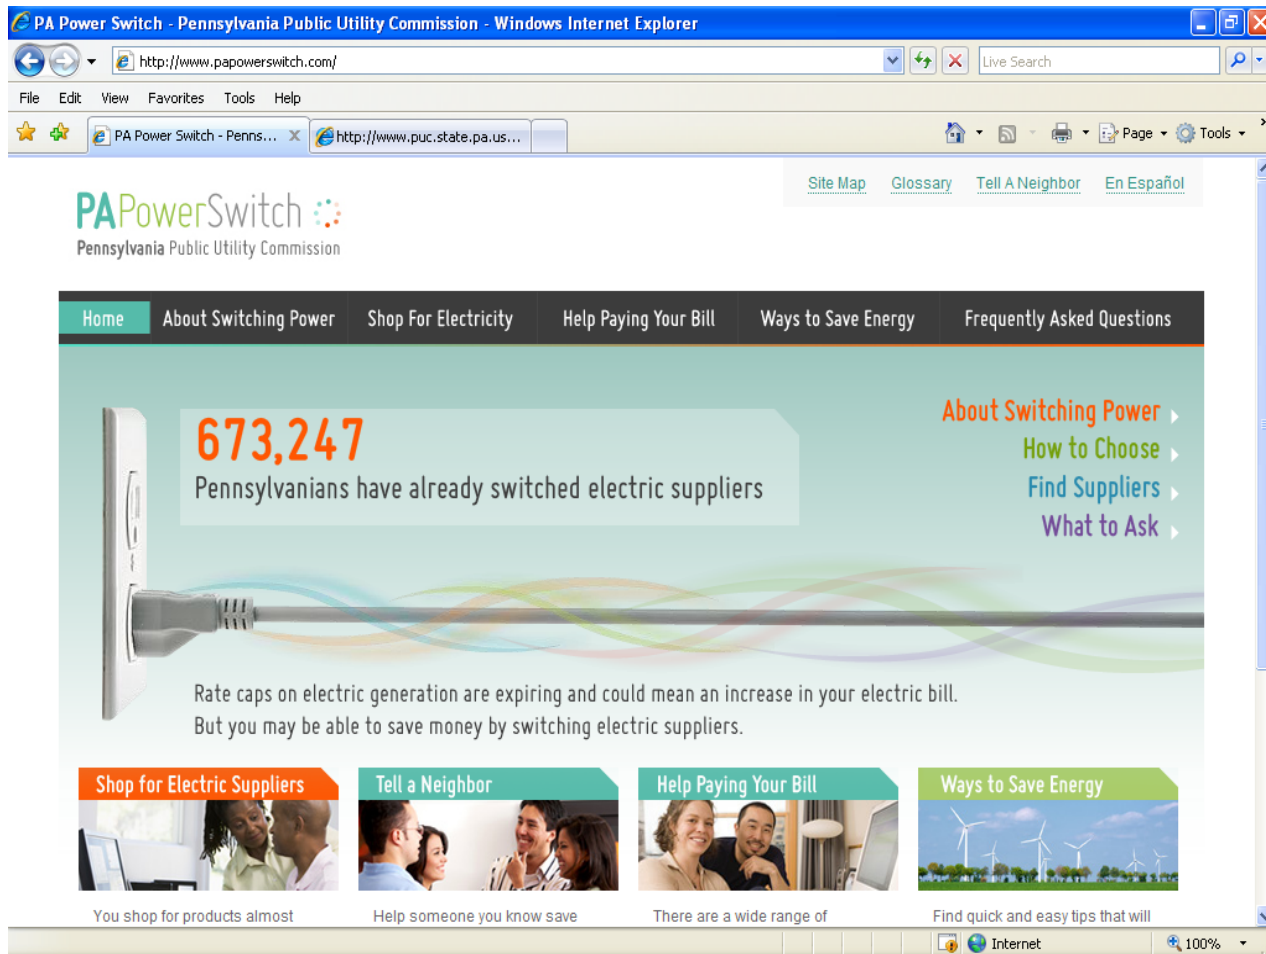 PA Power Switch - Pennsylvania Public Utility Commission - Windows Internet Explorer
http://www.papowerswitch.com/
Live Search
File Edit View Favorites Tools Help
PA Power Switch - Penns... X http://www.puc.state.pa.us... Page Tools
Site Map Glossary Tell A Neighbor En Español
PAPowerSwitch
Pennsylvania Public Utility Commission
Home About Switching Power Shop For Electricity Help Paying Your Bill Ways to Save Energy Frequently Asked Questions
673,247
Pennsylvanians have already switched electric suppliers
About Switching Power
How to Choose
Find Suppliers
What to Ask
Rate caps on electric generation are expiring and could mean an increase in your electric bill.
But you may be able to save money by switching electric suppliers.
Shop for Electric Suppliers Tell a Neighbor Help Paying Your Bill Ways to Save Energy
You shop for products almost Help someone you know save There are a wide range of Find quick and easy tips that will
Internet 100%